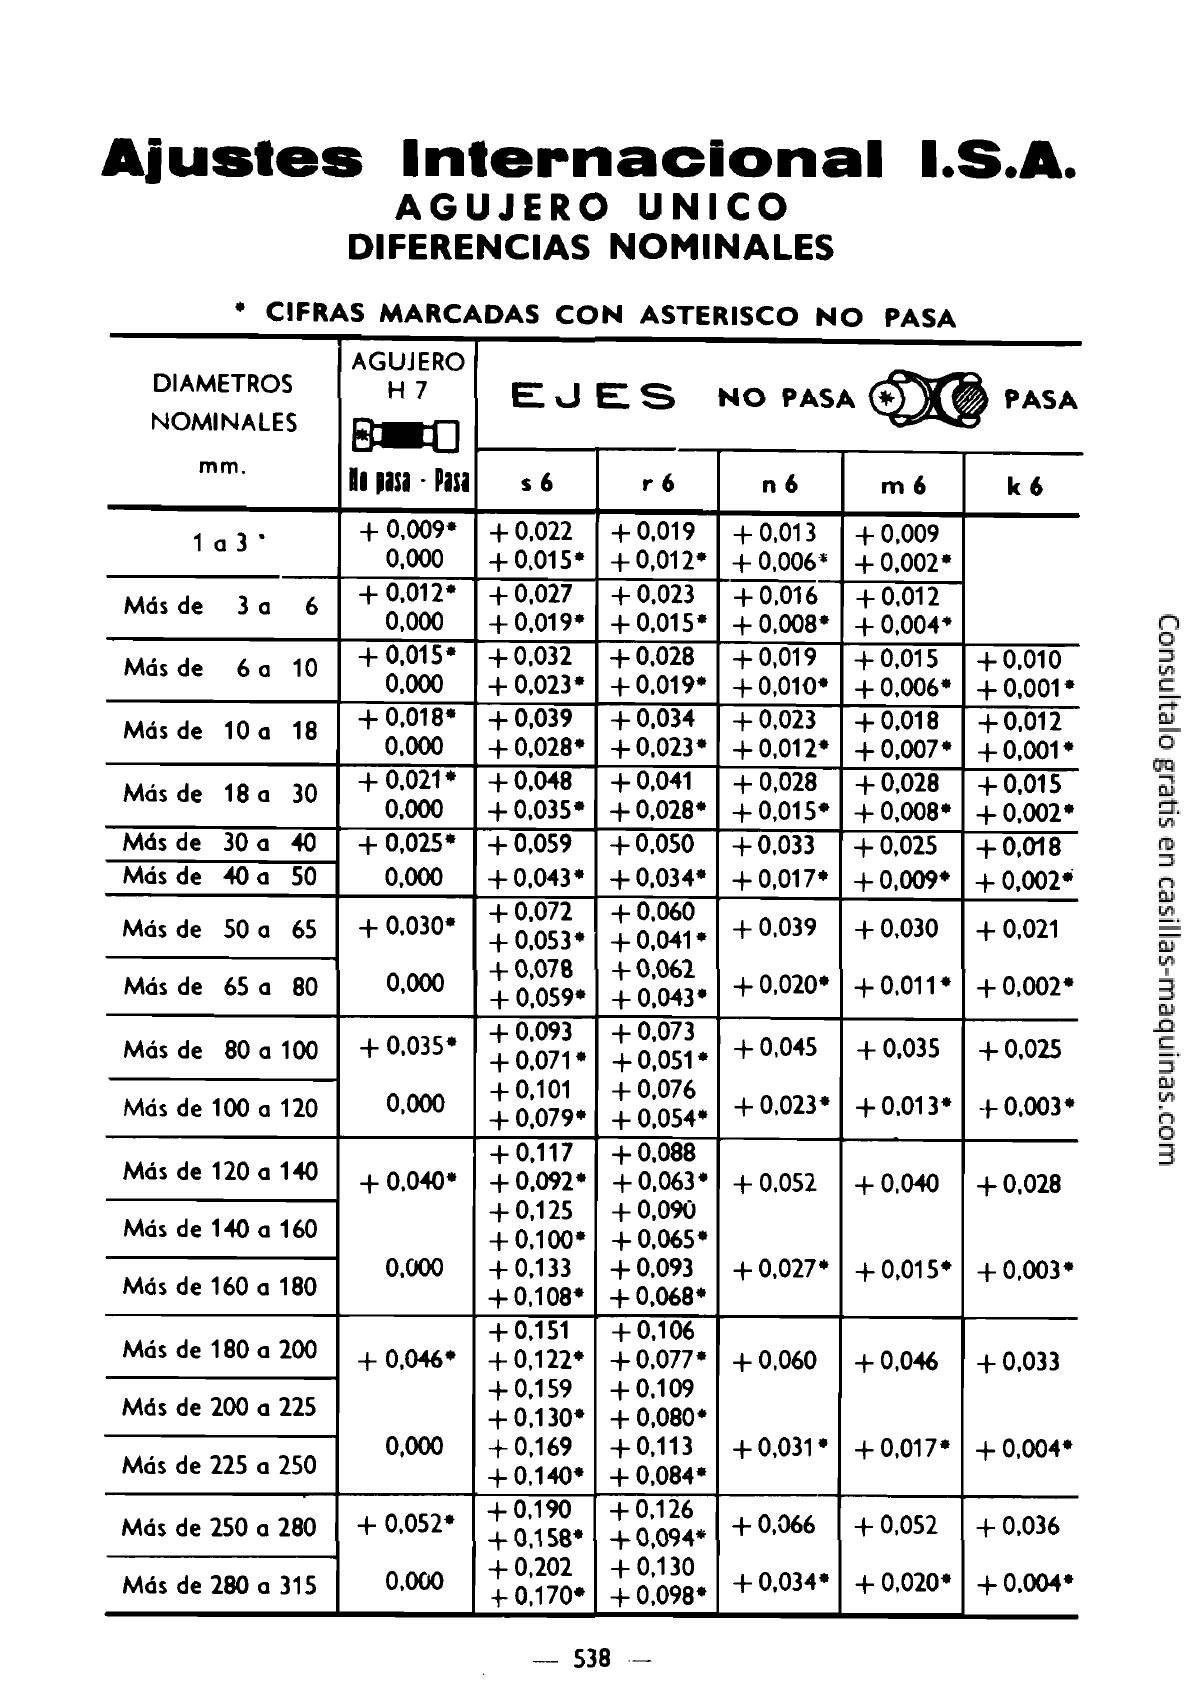 Ajustes Internacional I.S.A.
AGUJERO UNICO
DIFERENCIAS NOMINALES
* CIFRAS MARCADAS CON ASTERISCO NO PASA
DIAMETROS NOMINALES mm.
AGUJERO H 7
No pasa - Pasa
EJES NO PASA * PASA
s 6 r 6 n 6 m 6 k 6
1 a 3 + 0,009* + 0,022 + 0,019 + 0,013 + 0,009
0,000 + 0,015* + 0,012* + 0,006* + 0,002*
Más de 3 a 6 + 0,012* + 0,027 + 0,023 + 0,016 + 0,012
0,000 + 0,019* + 0,015* + 0,008* + 0,004*
Más de 6 a 10 + 0,015* + 0,032 + 0,028 + 0,019 + 0,015 + 0,010
0,000 + 0,023* + 0,019* + 0,010* + 0,006* + 0,001*
Más de 10 a 18 + 0,018* + 0,039 + 0,034 + 0,023 + 0,018 + 0,012
0,000 + 0,028* + 0,023* + 0,012* + 0,007* + 0,001*
Más de 18 a 30 + 0,021* + 0,048 + 0,041 + 0,028 + 0,028 + 0,015
0,000 + 0,035* + 0,028* + 0,015* + 0,008* + 0,002*
Más de 30 a 40 + 0,025* + 0,059 + 0,050 + 0,033 + 0,025 + 0,018
Más de 40 a 50 0,000 + 0,043* + 0,034* + 0,017* + 0,009* + 0,002*
Más de 50 a 65 + 0,030* + 0,072 + 0,060 + 0,039 + 0,030 + 0,021
+ 0,053* + 0,041*
Más de 65 a 80 0,000 + 0,078 + 0,062 + 0,020* + 0,011* + 0,002*
+ 0,059* + 0,043*
Más de 80 a 100 + 0,035* + 0,093 + 0,073 + 0,045 + 0,035 + 0,025
+ 0,071* + 0,051*
Más de 100 a 120 0,000 + 0,101 + 0,076 + 0,023* + 0,013* + 0,003*
+ 0,079* + 0,054*
Más de 120 a 140 + 0,117 + 0,088
+ 0,040* + 0,092* + 0,063* + 0,052 + 0,040 + 0,028
Más de 140 a 160 + 0,125 + 0,090
+ 0,100* + 0,065*
Más de 160 a 180 0,000 + 0,133 + 0,093 + 0,027* + 0,015* + 0,003*
+ 0,108* + 0,068*
Más de 180 a 200 + 0,151 + 0,106
+ 0,046* + 0,122* + 0,077* + 0,060 + 0,046 + 0,033
Más de 200 a 225 + 0,159 + 0,109
+ 0,130* + 0,080*
Más de 225 a 250 0,000 + 0,169 + 0,113 + 0,031* + 0,017* + 0,004*
+ 0,140* + 0,084*
Más de 250 a 280 + 0,052* + 0,190 + 0,126 + 0,066 + 0,052 + 0,036
+ 0,158* + 0,094*
Más de 280 a 315 0,000 + 0,202 + 0,130 + 0,034* + 0,020* + 0,004*
+ 0,170* + 0,098*
— 538 —
Consultalo gratis en casillas-maquinas.com